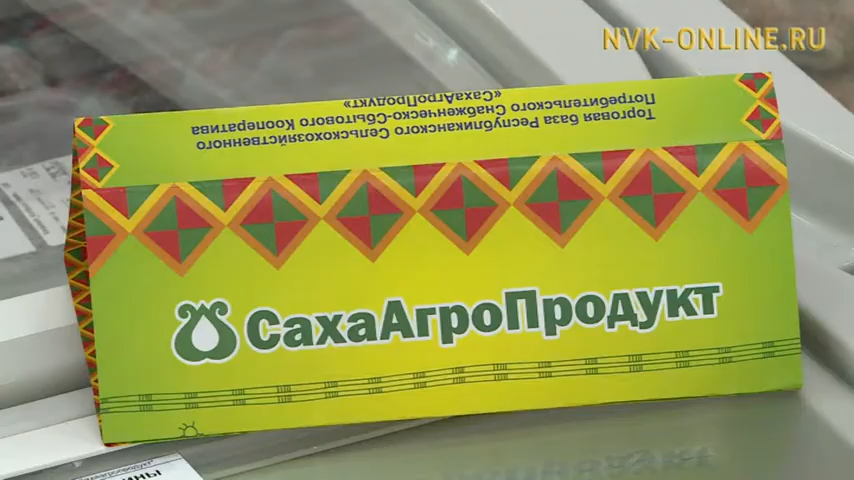 NVK-ONLINE.RU
Торговая база Республиканского Сельскохозяйственного
Потребительского Снабженческо-Сбытового Кооператива
«СахаАгроПродукт»
СахаАгроПродукт